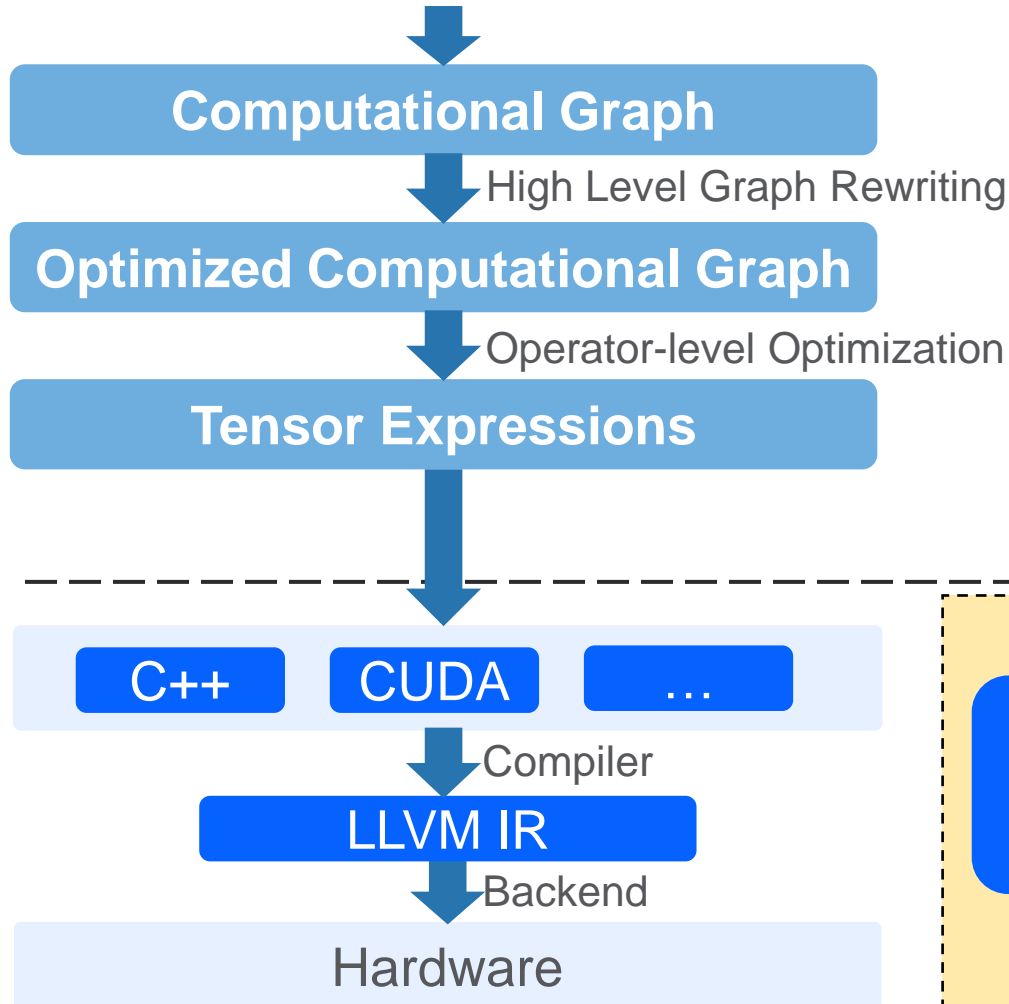 Computational Graph
High Level Graph Rewriting
Optimized Computational Graph
Operator-level Optimization
Tensor Expressions
C++ CUDA …
Compiler
LLVM IR
Backend
Hardware